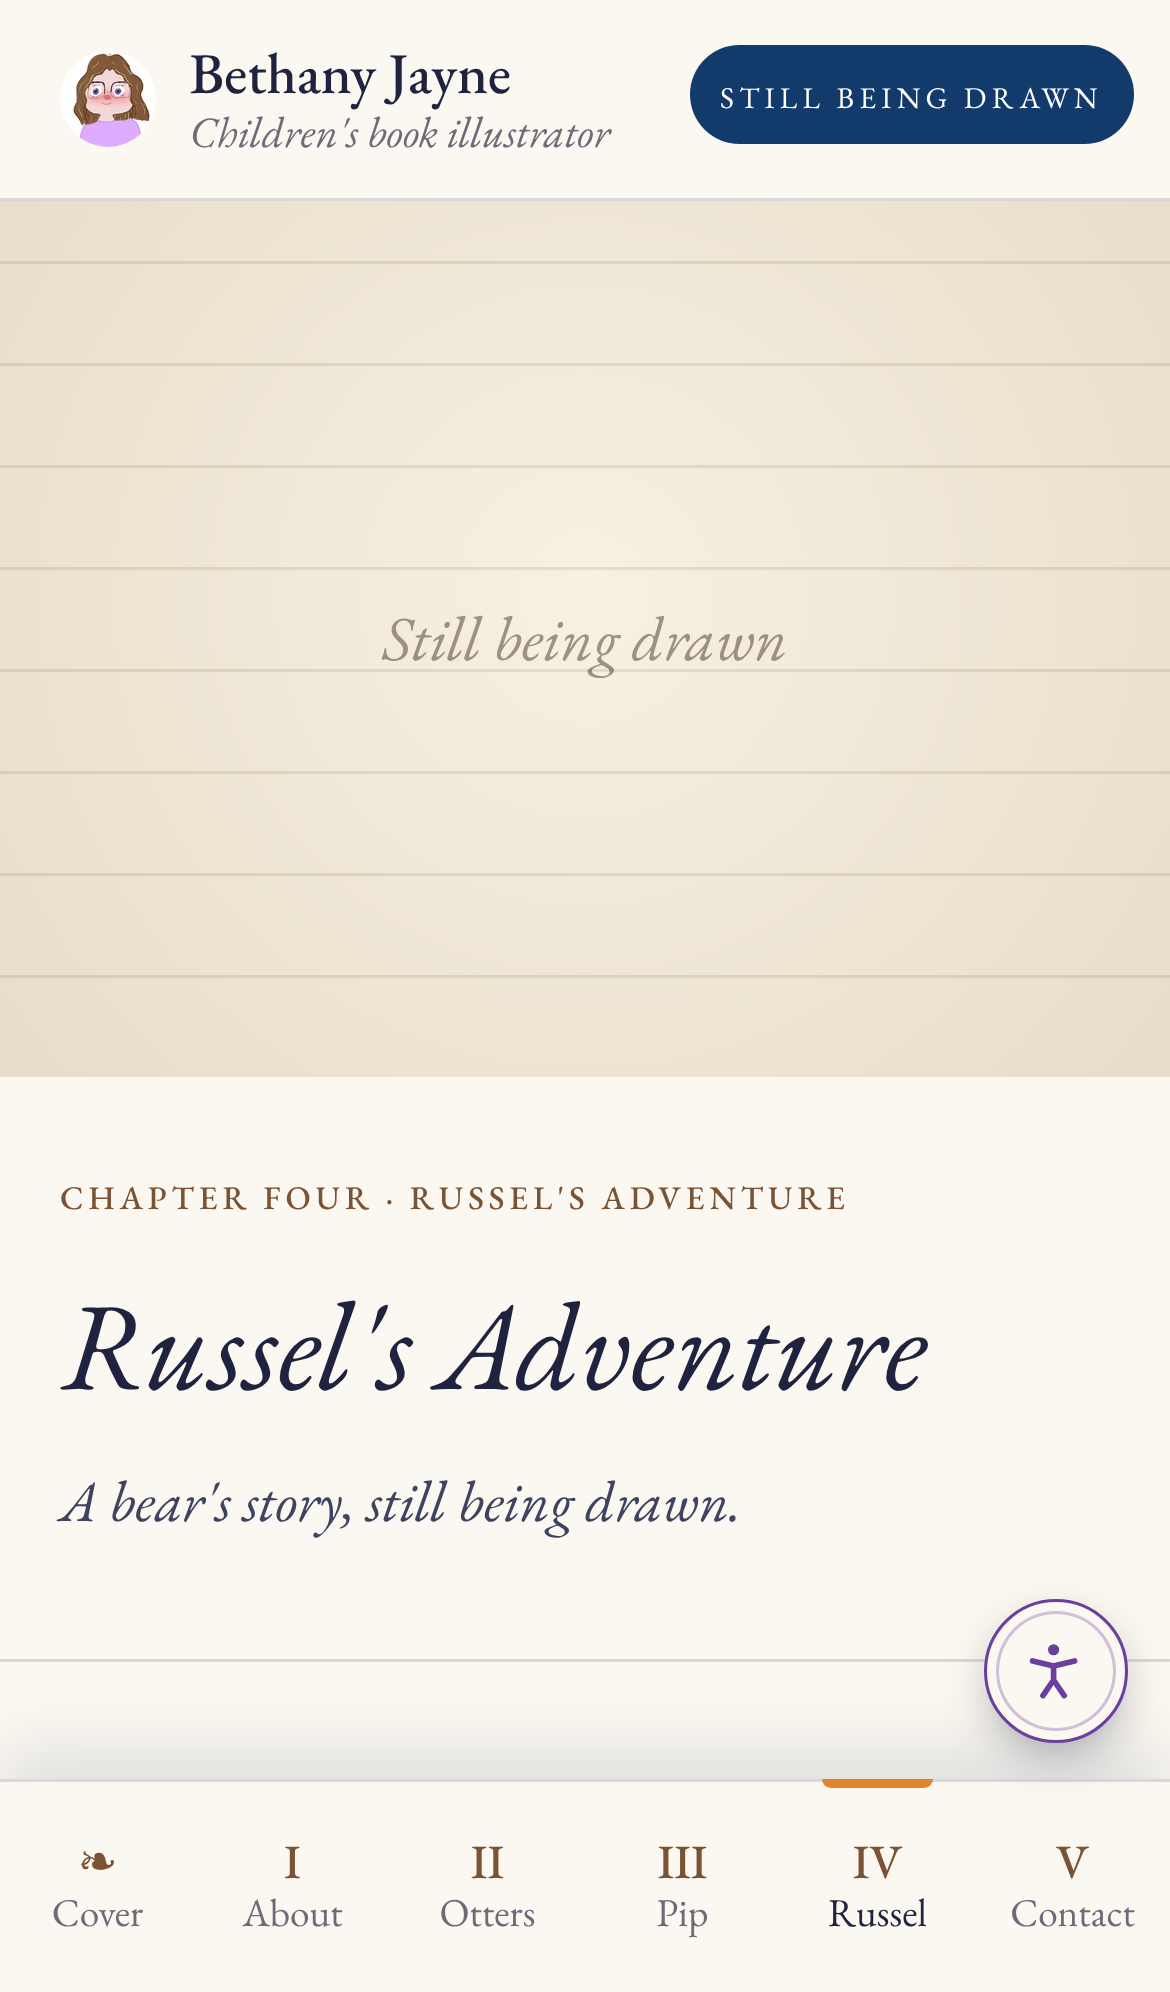 Bethany Jayne
Children's book illustrator
STILL BEING DRAWN
Still being drawn
CHAPTER FOUR · RUSSEL'S ADVENTURE
Russel's Adventure
A bear's story, still being drawn.
❧ I II III IV V
Cover About Otters Pip Russel Contact